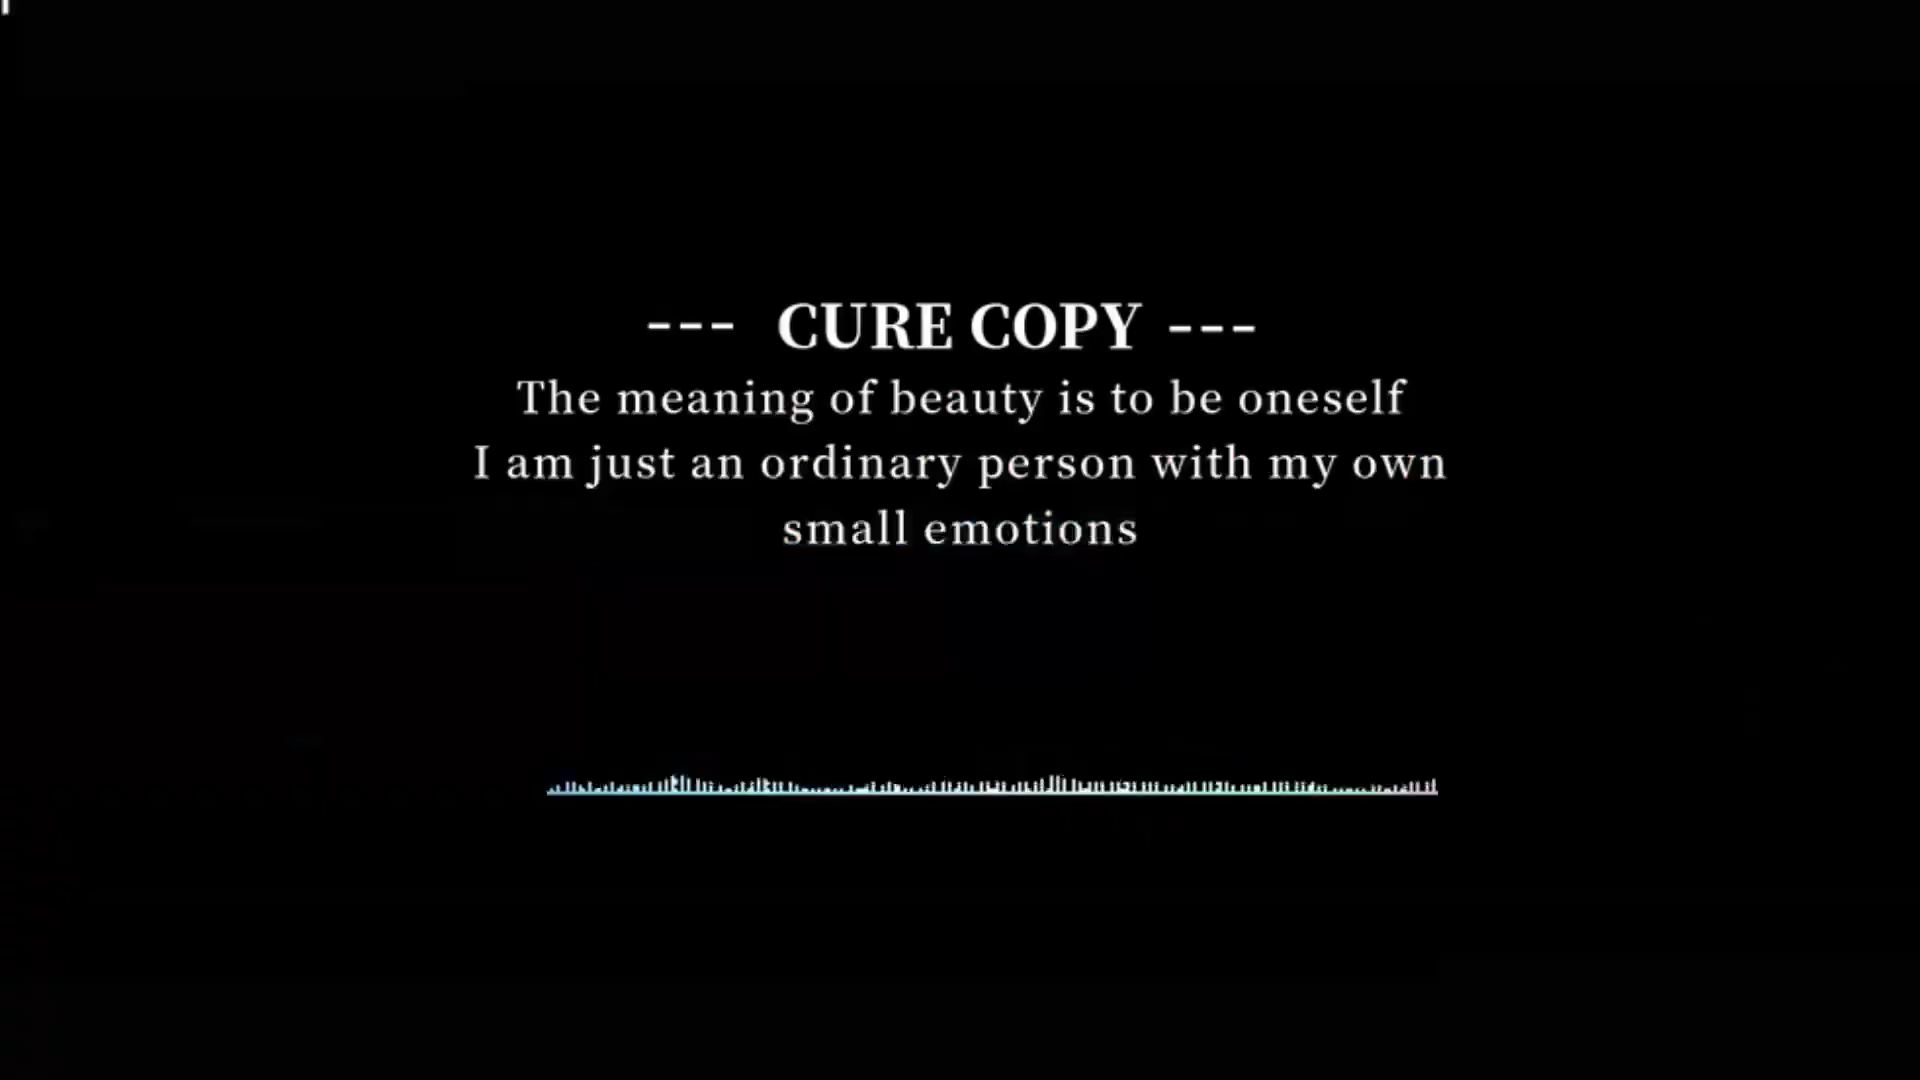 --- CURE COPY ---
The meaning of beauty is to be oneself
I am just an ordinary person with my own
small emotions